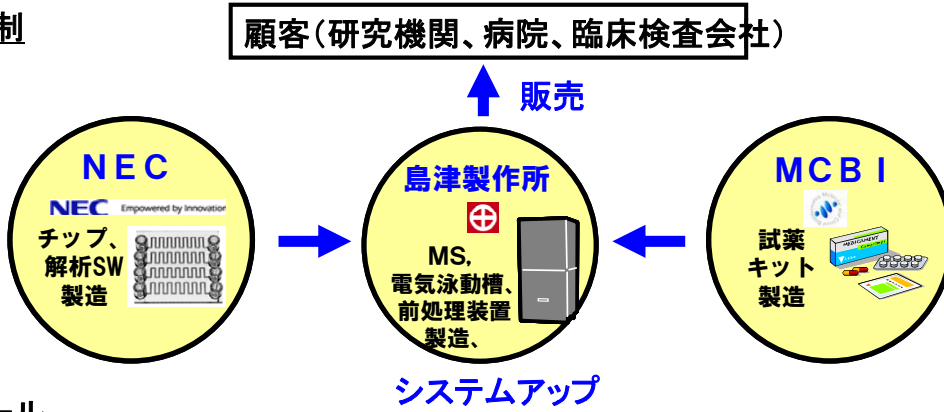 制
顧客(研究機関、病院、臨床検査会社)
販売
NEC
NEC Empowered by Innovation
チップ、
解析SW
製造
島津製作所
MS,
電気泳動槽、
前処理装置
製造、
システムアップ
MCBI
試薬
キット
製造